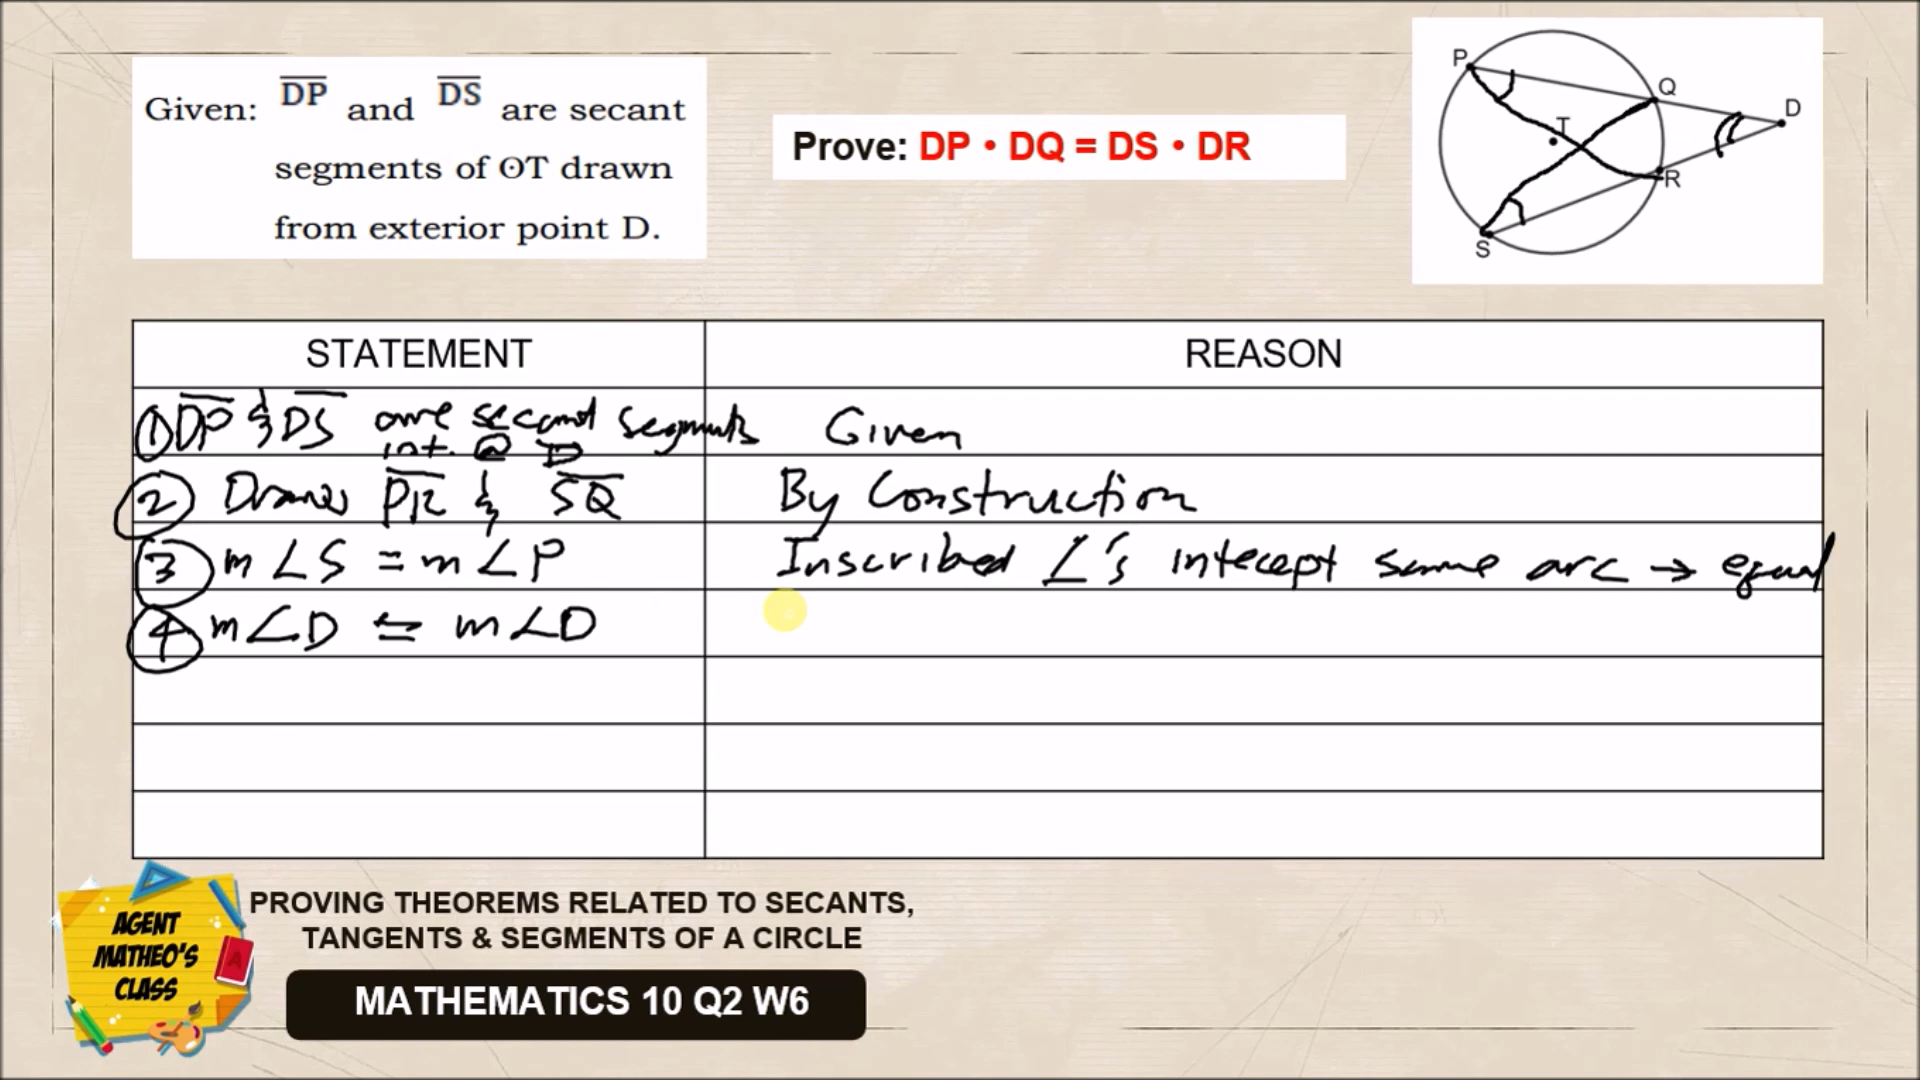 Given: DP and DS are secant
segments of ʘT drawn
from exterior point D.
Prove: DP • DQ = DS • DR
P
Q
D
T
R
S
STATEMENT
REASON
① DP & DS are secant segments
int. @ D
Given
② Draw PR & SQ
By Construction
③ m∠S = m∠P
Inscribed ∠'s intecept same arc → equal
④ m∠D = m∠D
AGENT
MATHEO'S
CLASS
A
PROVING THEOREMS RELATED TO SECANTS,
TANGENTS & SEGMENTS OF A CIRCLE
MATHEMATICS 10 Q2 W6